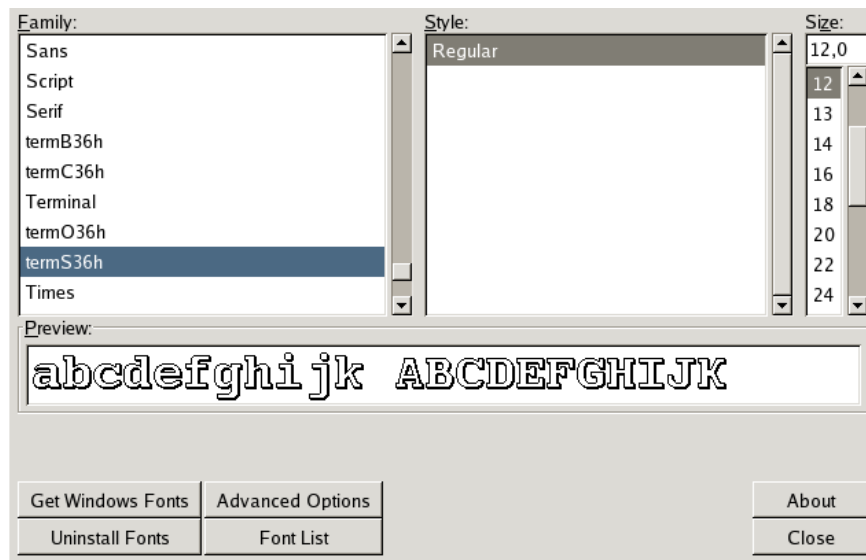 Family:
Sans
Script
Serif
termB36h
termC36h
Terminal
termO36h
termS36h
Times
Style:
Regular
Size:
12,0
12
13
14
16
18
20
22
24
Preview:
abcdefghijk ABCDEFGHIJK
Get Windows Fonts
Advanced Options
About
Uninstall Fonts
Font List
Close